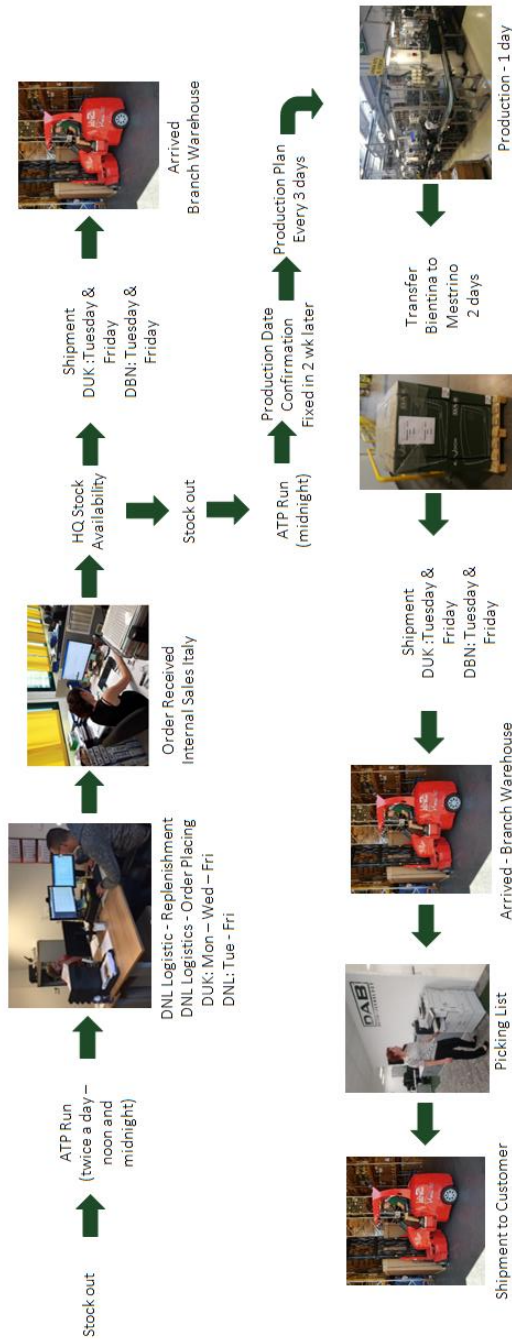 Stock out
ATP Run
(twice a day –
noon and
midnight)
DNL Logistic - Replenishment
DNL Logistics - Order Placing
DUK: Mon – Wed – Fri
DNL: Tue - Fri
Order Received
Internal Sales Italy
HQ Stock
Availability
Shipment
DUK :Tuesday &
Friday
DBN: Tuesday &
Friday
Arrived
Branch Warehouse
Stock out
ATP Run
(midnight)
Production Date
Confirmation
Fixed in 2 wk later
Production Plan
Every 3 days
Production - 1 day
Transfer
Bientina to
Mestrino
2 days
Shipment
DUK :Tuesday &
Friday
DBN: Tuesday &
Friday
Arrived - Branch Warehouse
Picking List
DAB
Shipment to Customer